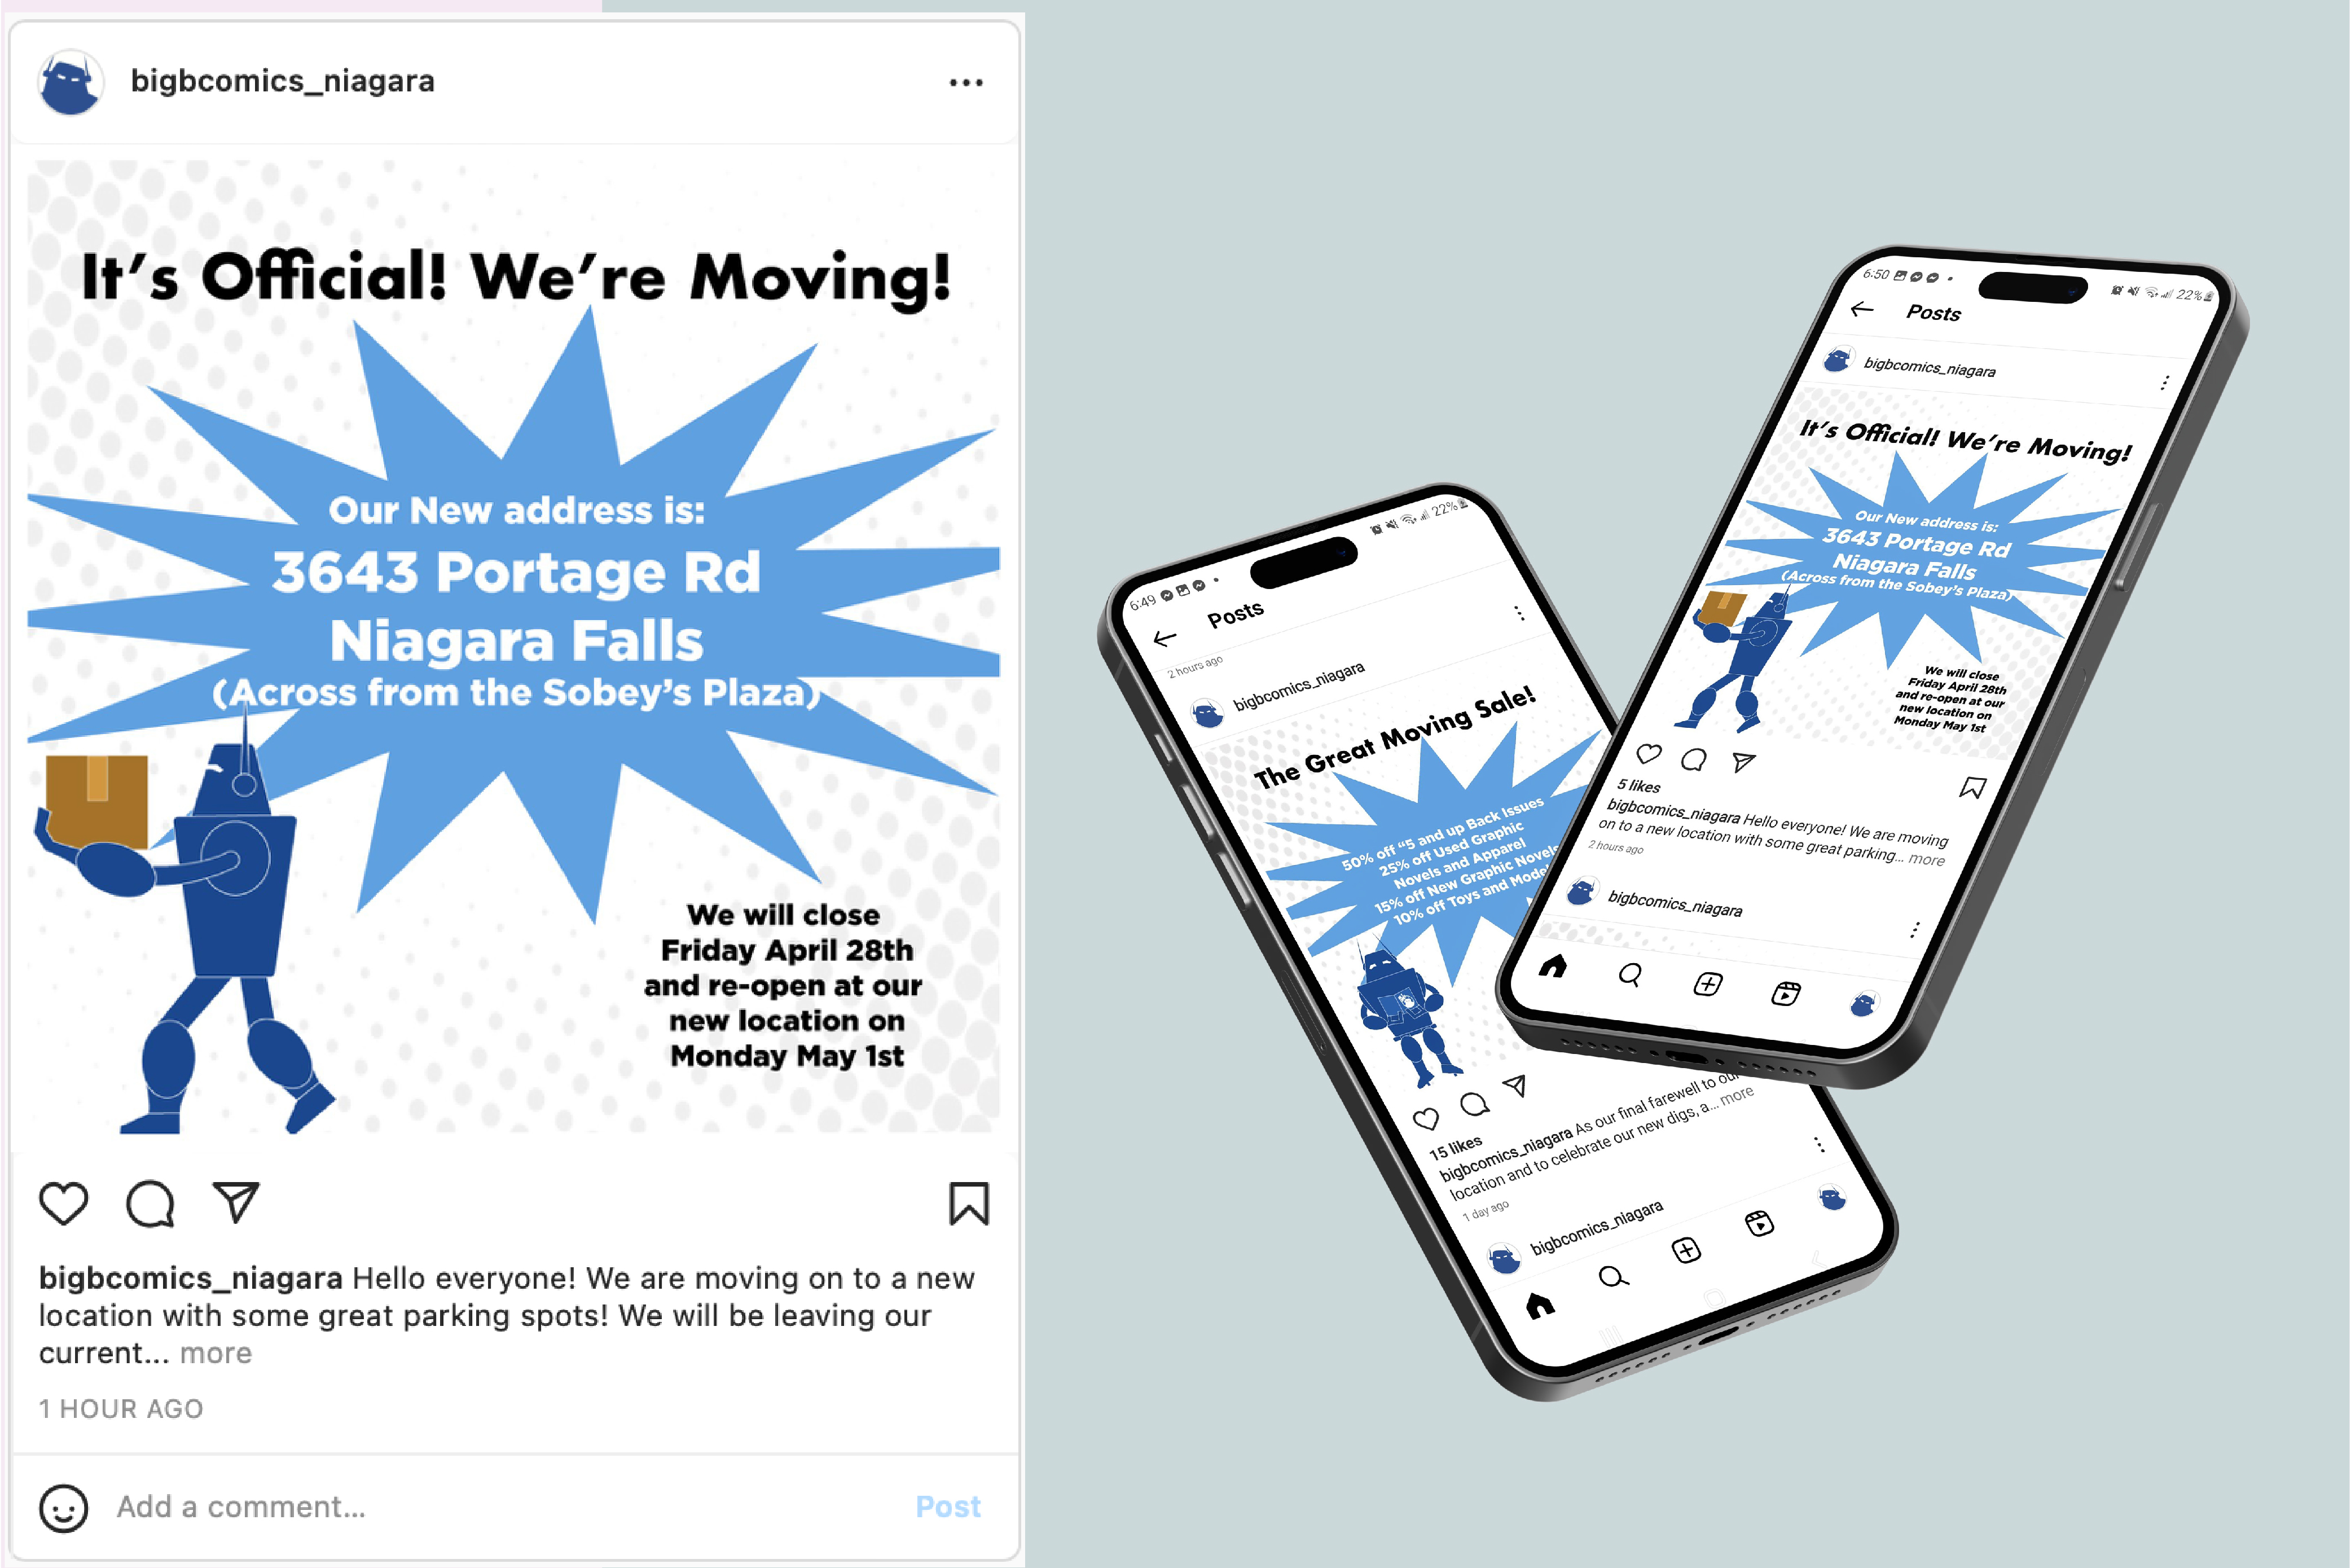 bigbcomics_niagara
It's Official! We're Moving!
Our New address is:
3643 Portage Rd
Niagara Falls
(Across from the Sobey's Plaza)
We will close
Friday April 28th
and re-open at our
new location on
Monday May 1st
bigbcomics_niagara Hello everyone! We are moving on to a new
location with some great parking spots! We will be leaving our
current... more
1 HOUR AGO
Add a comment...
Post
6:49
22%
Posts
2 hours ago
bigbcomics_niagara
The Great Moving Sale!
50% off “5 and up Back Issues
25% off Used Graphic
Novels and Apparel
15% off New Graphic Novels
10% off Toys and
15 likes
bigbcomics_niagara As our final farewell to our
location and to celebrate our new digs, a... more
1 day ago
bigbcomics_niagara
6:50
22%
Posts
bigbcomics_niagara
It's Official! We're Moving!
Our New address is:
3643 Portage Rd
Niagara Falls
(Across from the Sobey's Plaza)
We will close
Friday April 28th
and re-open at our
new location on
Monday May 1st
5 likes
bigbcomics_niagara Hello everyone! We are moving
on to a new location with some great parking... more
2 hours ago
bigbcomics_niagara